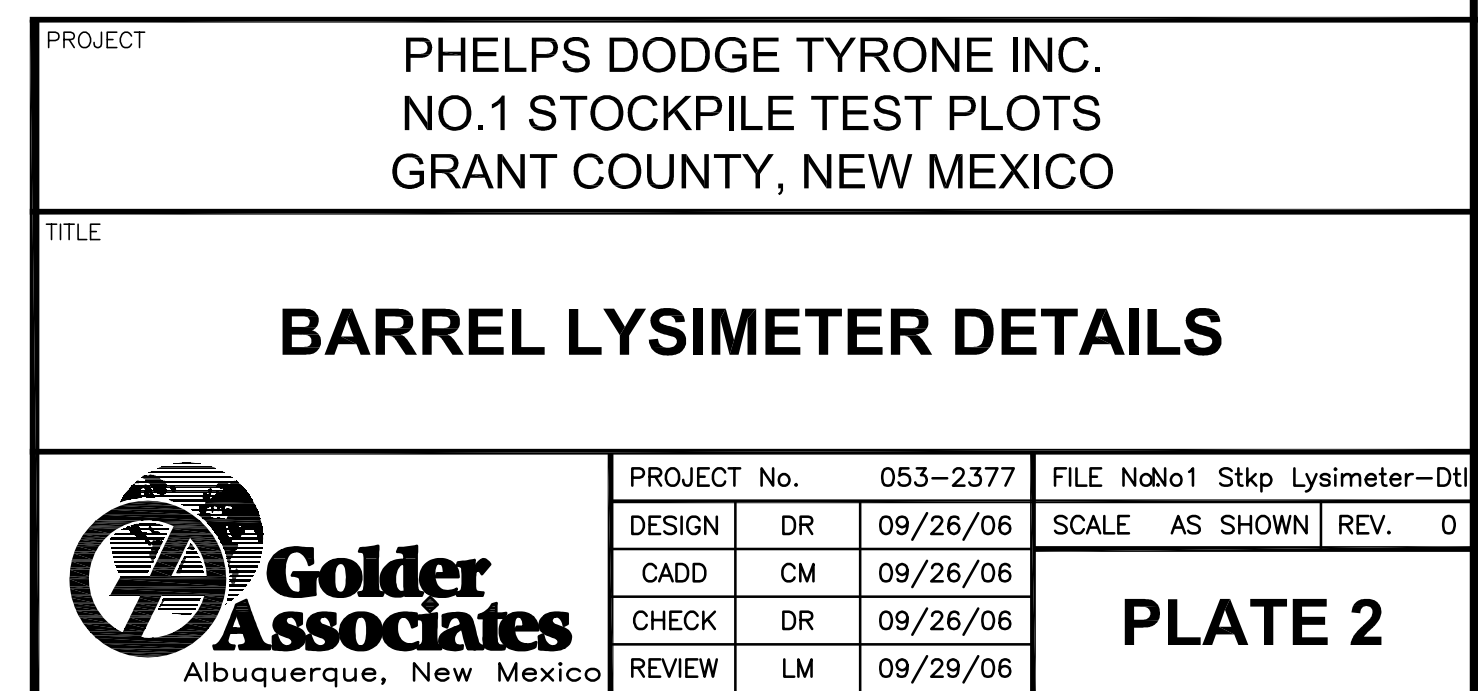 PROJECT
PHELPS DODGE TYRONE INC.
NO.1 STOCKPILE TEST PLOTS
GRANT COUNTY, NEW MEXICO
TITLE
BARREL LYSIMETER DETAILS
Golder
Associates
Albuquerque, New Mexico
PROJECT No. 053-2377
DESIGN DR 09/26/06
CADD CM 09/26/06
CHECK DR 09/26/06
REVIEW LM 09/29/06
FILE No. No1 Stkp Lysimeter-Dtl
SCALE AS SHOWN REV. 0
PLATE 2